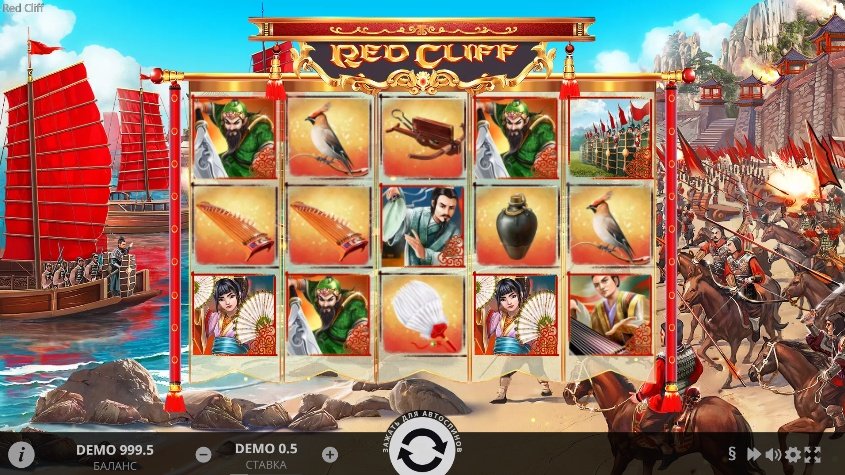 Red Cliff
RED CLIFF
DEMO 999.5
БАЛАНС
DEMO 0.5
СТАВКА
ЗАЖАТЬ ДЛЯ АВТОСПИНОВ
§